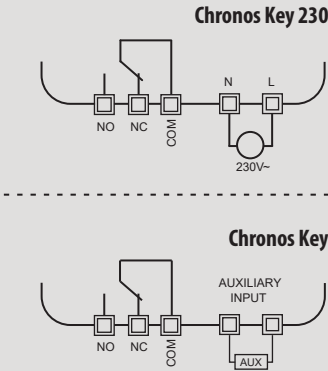 Chronos Key 230
N L
NO NC COM
230V~
Chronos Key
AUXILIARY
INPUT
NO NC COM
AUX